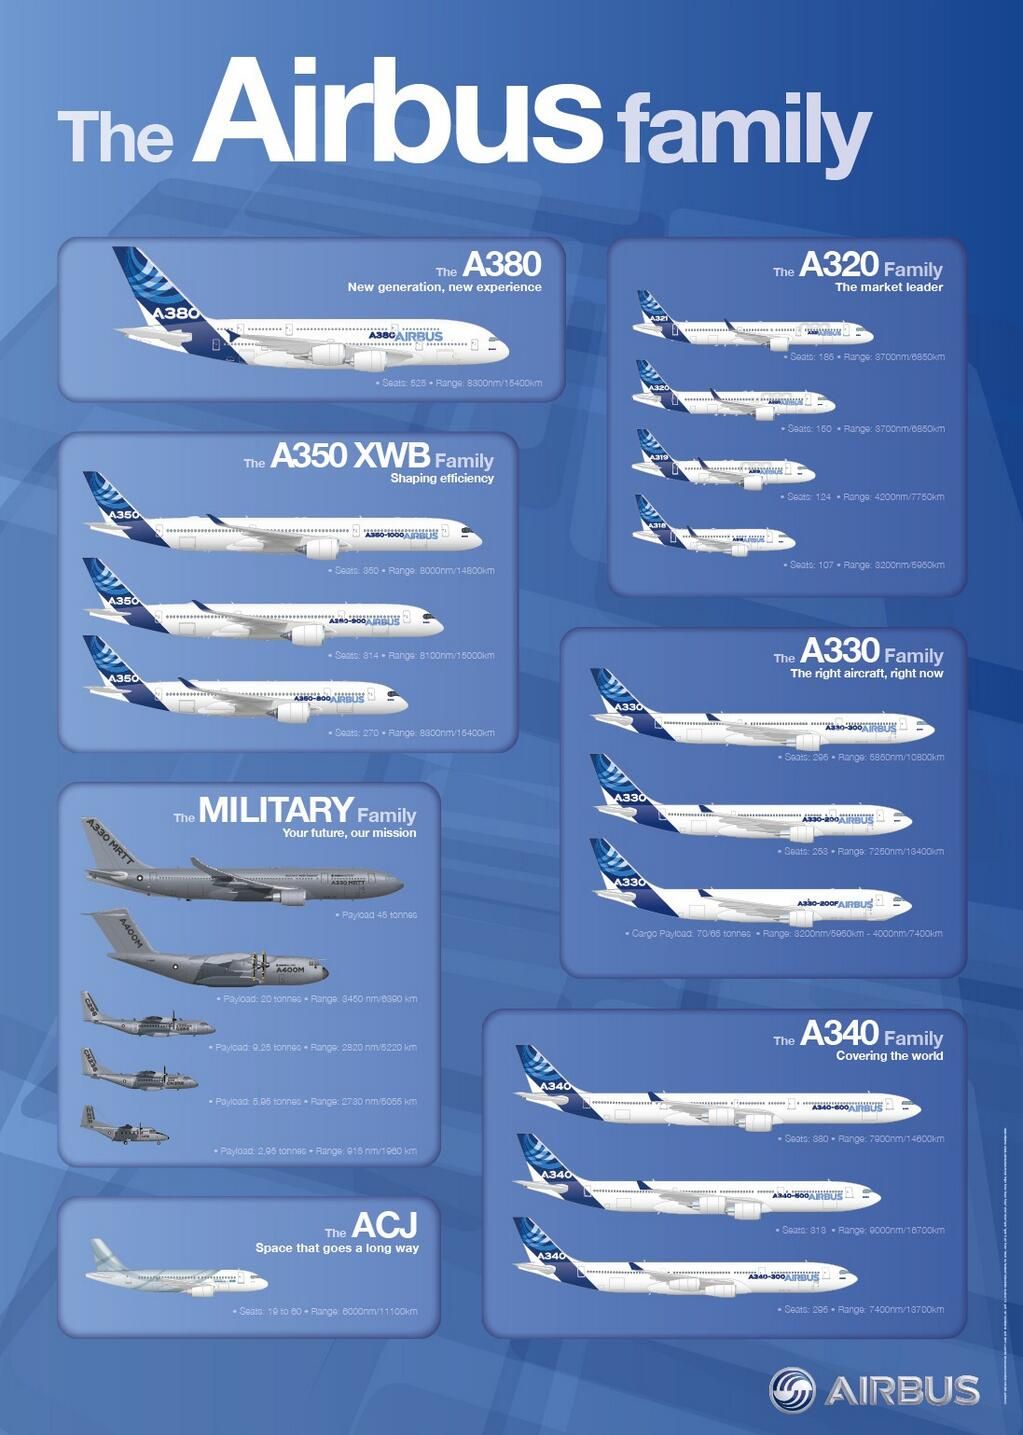 The Airbus family
The A380
New generation, new experience
A380
A380 AIRBUS
• Seats: 525 • Range: 8300nm/15400km
The A320 Family
The market leader
A321
AIRBUS
• Seats: 185 • Range: 3700nm/6850km
A320
AIRBUS
• Seats: 150 • Range: 3700nm/6850km
A319
AIRBUS
• Seats: 124 • Range: 4200nm/7750km
A318
AIRBUS
• Seats: 107 • Range: 3200nm/5950km
The A350 XWB Family
Shaping efficiency
A350
A350-1000 AIRBUS
• Seats: 350 • Range: 8000nm/14800km
A350
A350-900 AIRBUS
• Seats: 314 • Range: 8100nm/15000km
A350
A350-800 AIRBUS
• Seats: 270 • Range: 8300nm/15400km
The A330 Family
The right aircraft, right now
A330
A330-300 AIRBUS
• Seats: 295 • Range: 5850nm/10800km
A330
A330-200 AIRBUS
• Seats: 253 • Range: 7250nm/13400km
A330
A330-200F AIRBUS
• Cargo Payload: 70/65 tonnes • Range: 3200nm/5950km - 4000nm/7400km
The MILITARY Family
Your future, our mission
A330 MRTT
A330 MRTT
• Payload 45 tonnes
A400M
A400M
• Payload: 20 tonnes • Range: 3450 nm/6390 km
C295
• Payload: 9,25 tonnes • Range: 2820 nm/5220 km
CN235
• Payload: 5,95 tonnes • Range: 2730 nm/5055 km
• Payload: 2,95 tonnes • Range: 915 nm/1960 km
The A340 Family
Covering the world
A340
A340-600 AIRBUS
• Seats: 380 • Range: 7900nm/14600km
A340
A340-500 AIRBUS
• Seats: 313 • Range: 9000nm/16700km
A340
A340-300 AIRBUS
• Seats: 295 • Range: 7400nm/13700km
The ACJ
Space that goes a long way
• Seats: 19 to 60 • Range: 6000nm/11100km
AIRBUS